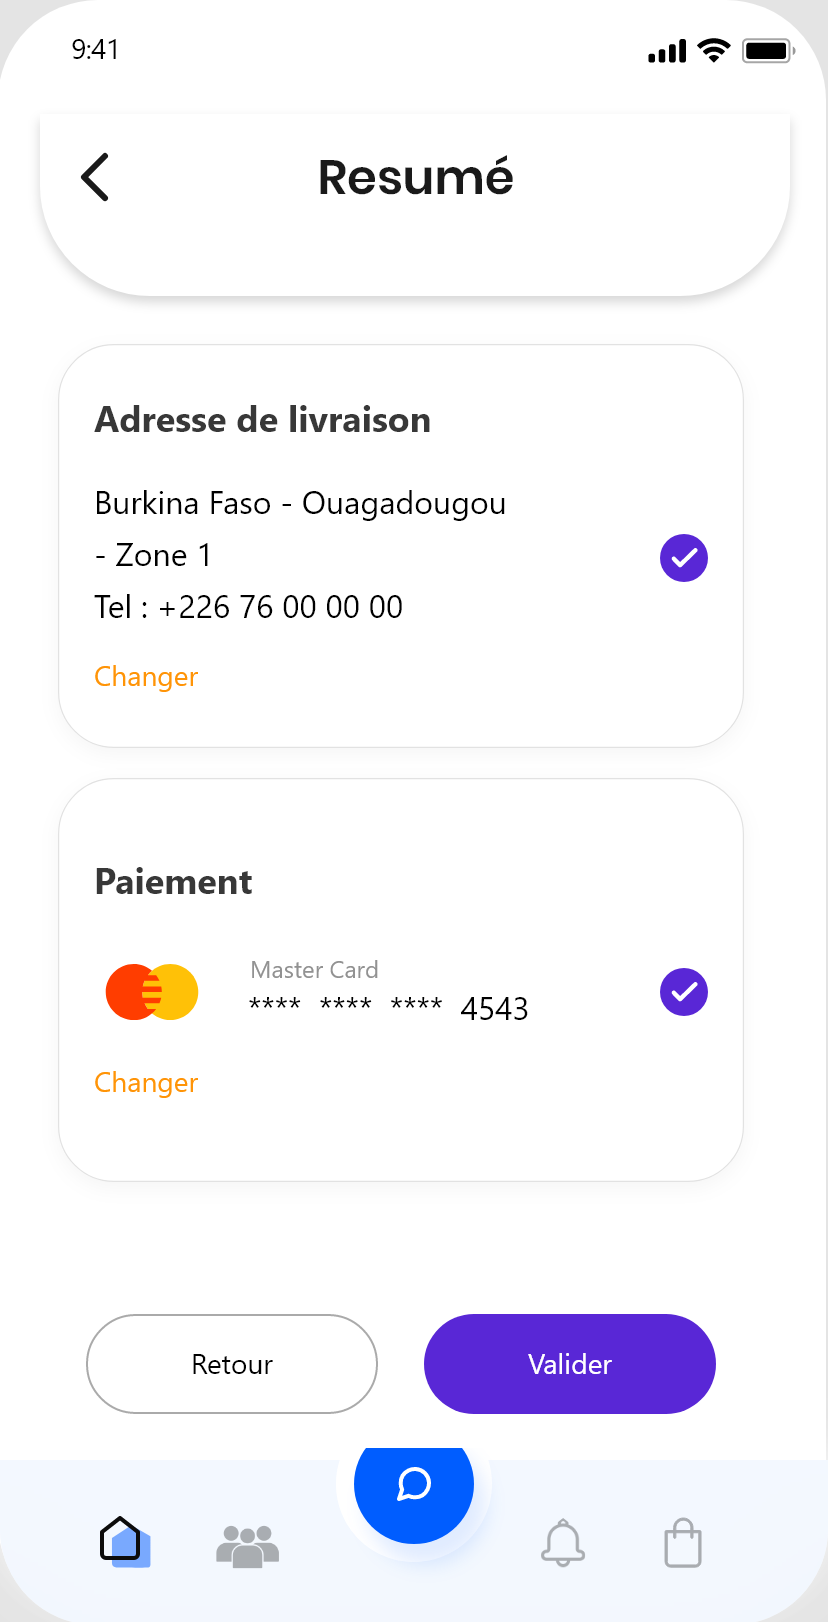 9:41
Resumé
Adresse de livraison
Burkina Faso - Ouagadougou
- Zone 1
Tel : +226 76 00 00 00
Changer
Paiement
Master Card
**** **** **** 4543
Changer
Retour
Valider